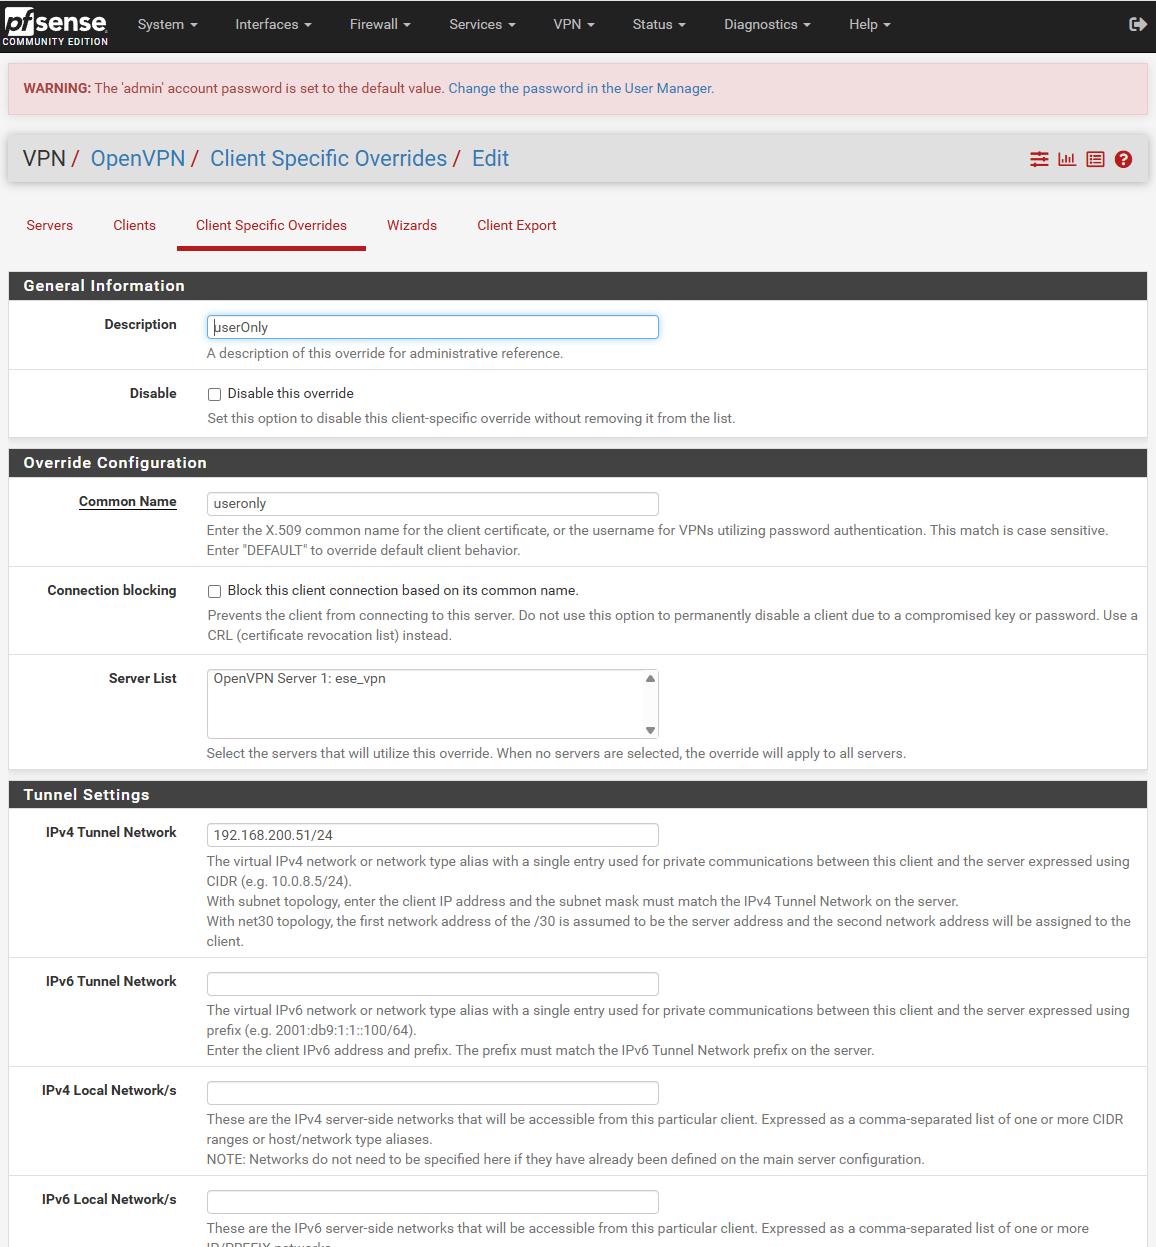 pfsense
COMMUNITY EDITION
System
Interfaces
Firewall
Services
VPN
Status
Diagnostics
Help
WARNING: The 'admin' account password is set to the default value. Change the password in the User Manager.
VPN / OpenVPN / Client Specific Overrides / Edit
Servers
Clients
Client Specific Overrides
Wizards
Client Export
General Information
Description
userOnly
A description of this override for administrative reference.
Disable
Disable this override
Set this option to disable this client-specific override without removing it from the list.
Override Configuration
Common Name
useronly
Enter the X.509 common name for the client certificate, or the username for VPNs utilizing password authentication. This match is case sensitive.
Enter "DEFAULT" to override default client behavior.
Connection blocking
Block this client connection based on its common name.
Prevents the client from connecting to this server. Do not use this option to permanently disable a client due to a compromised key or password. Use a
CRL (certificate revocation list) instead.
Server List
OpenVPN Server 1: ese_vpn
Select the servers that will utilize this override. When no servers are selected, the override will apply to all servers.
Tunnel Settings
IPv4 Tunnel Network
192.168.200.51/24
The virtual IPv4 network or network type alias with a single entry used for private communications between this client and the server expressed using
CIDR (e.g. 10.0.8.5/24).
With subnet topology, enter the client IP address and the subnet mask must match the IPv4 Tunnel Network on the server.
With net30 topology, the first network address of the /30 is assumed to be the server address and the second network address will be assigned to the
client.
IPv6 Tunnel Network
The virtual IPv6 network or network type alias with a single entry used for private communications between this client and the server expressed using
prefix (e.g. 2001:db9:1:1::100/64).
Enter the client IPv6 address and prefix. The prefix must match the IPv6 Tunnel Network prefix on the server.
IPv4 Local Network/s
These are the IPv4 server-side networks that will be accessible from this particular client. Expressed as a comma-separated list of one or more CIDR
ranges or host/network type aliases.
NOTE: Networks do not need to be specified here if they have already been defined on the main server configuration.
IPv6 Local Network/s
These are the IPv6 server-side networks that will be accessible from this particular client. Expressed as a comma-separated list of one or more
IP/PREFIX networks.